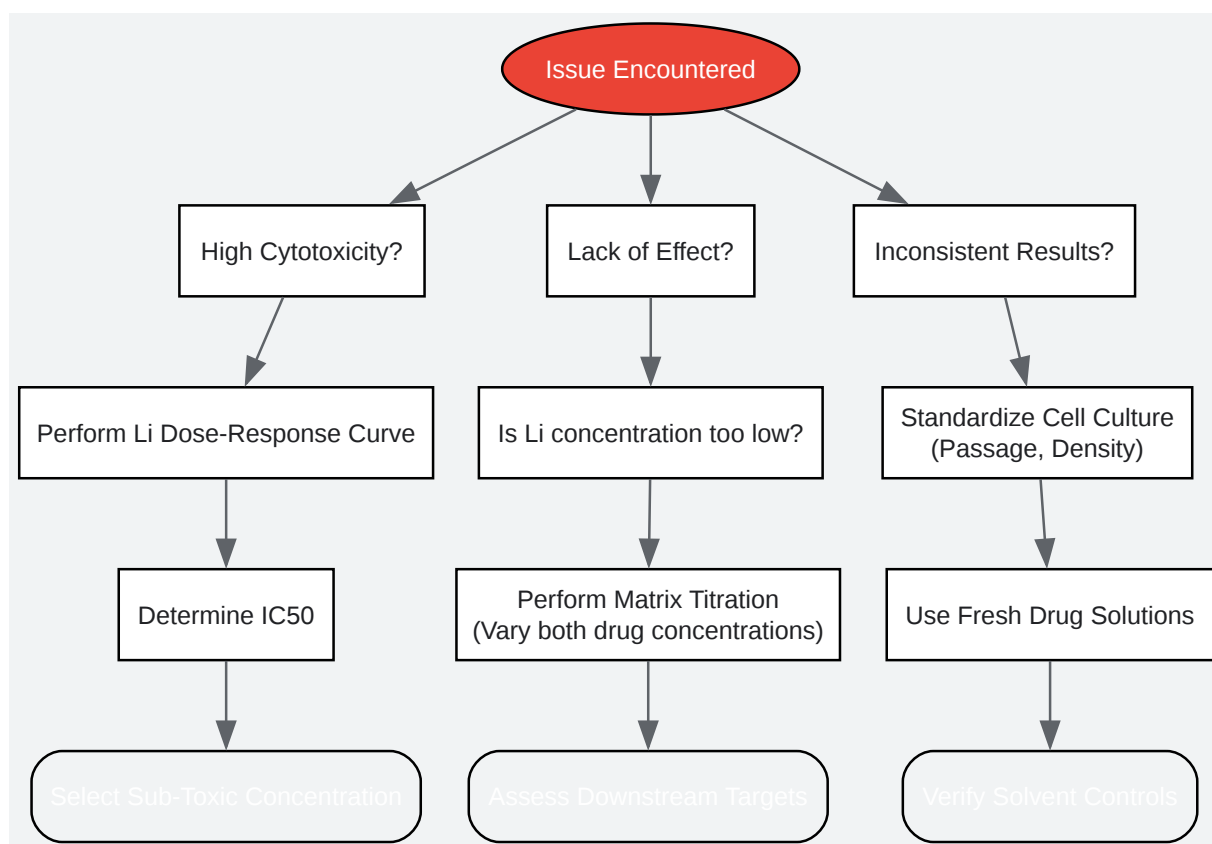 Issue Encountered
High Cytotoxicity?
Lack of Effect?
Inconsistent Results?
Perform Li Dose-Response Curve
Is Li concentration too low?
Standardize Cell Culture
(Passage, Density)
Determine IC50
Perform Matrix Titration
(Vary both drug concentrations)
Use Fresh Drug Solutions
Select Sub-Toxic Concentration
Assess Downstream Targets
Verify Solvent Controls